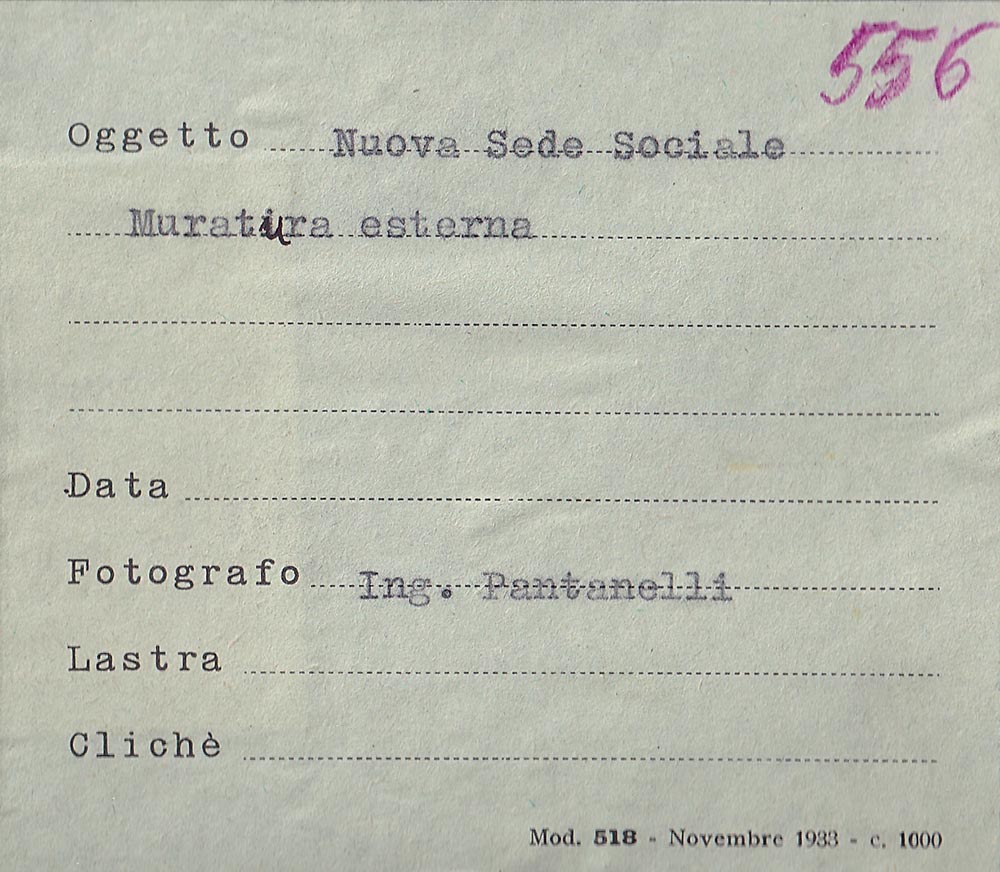 556
Oggetto Nuova Sede Sociale
Muratura esterna
Data
Fotografo Ing. Pantanelli
Lastra
Clichè
Mod. 518 - Novembre 1933 - c. 1000